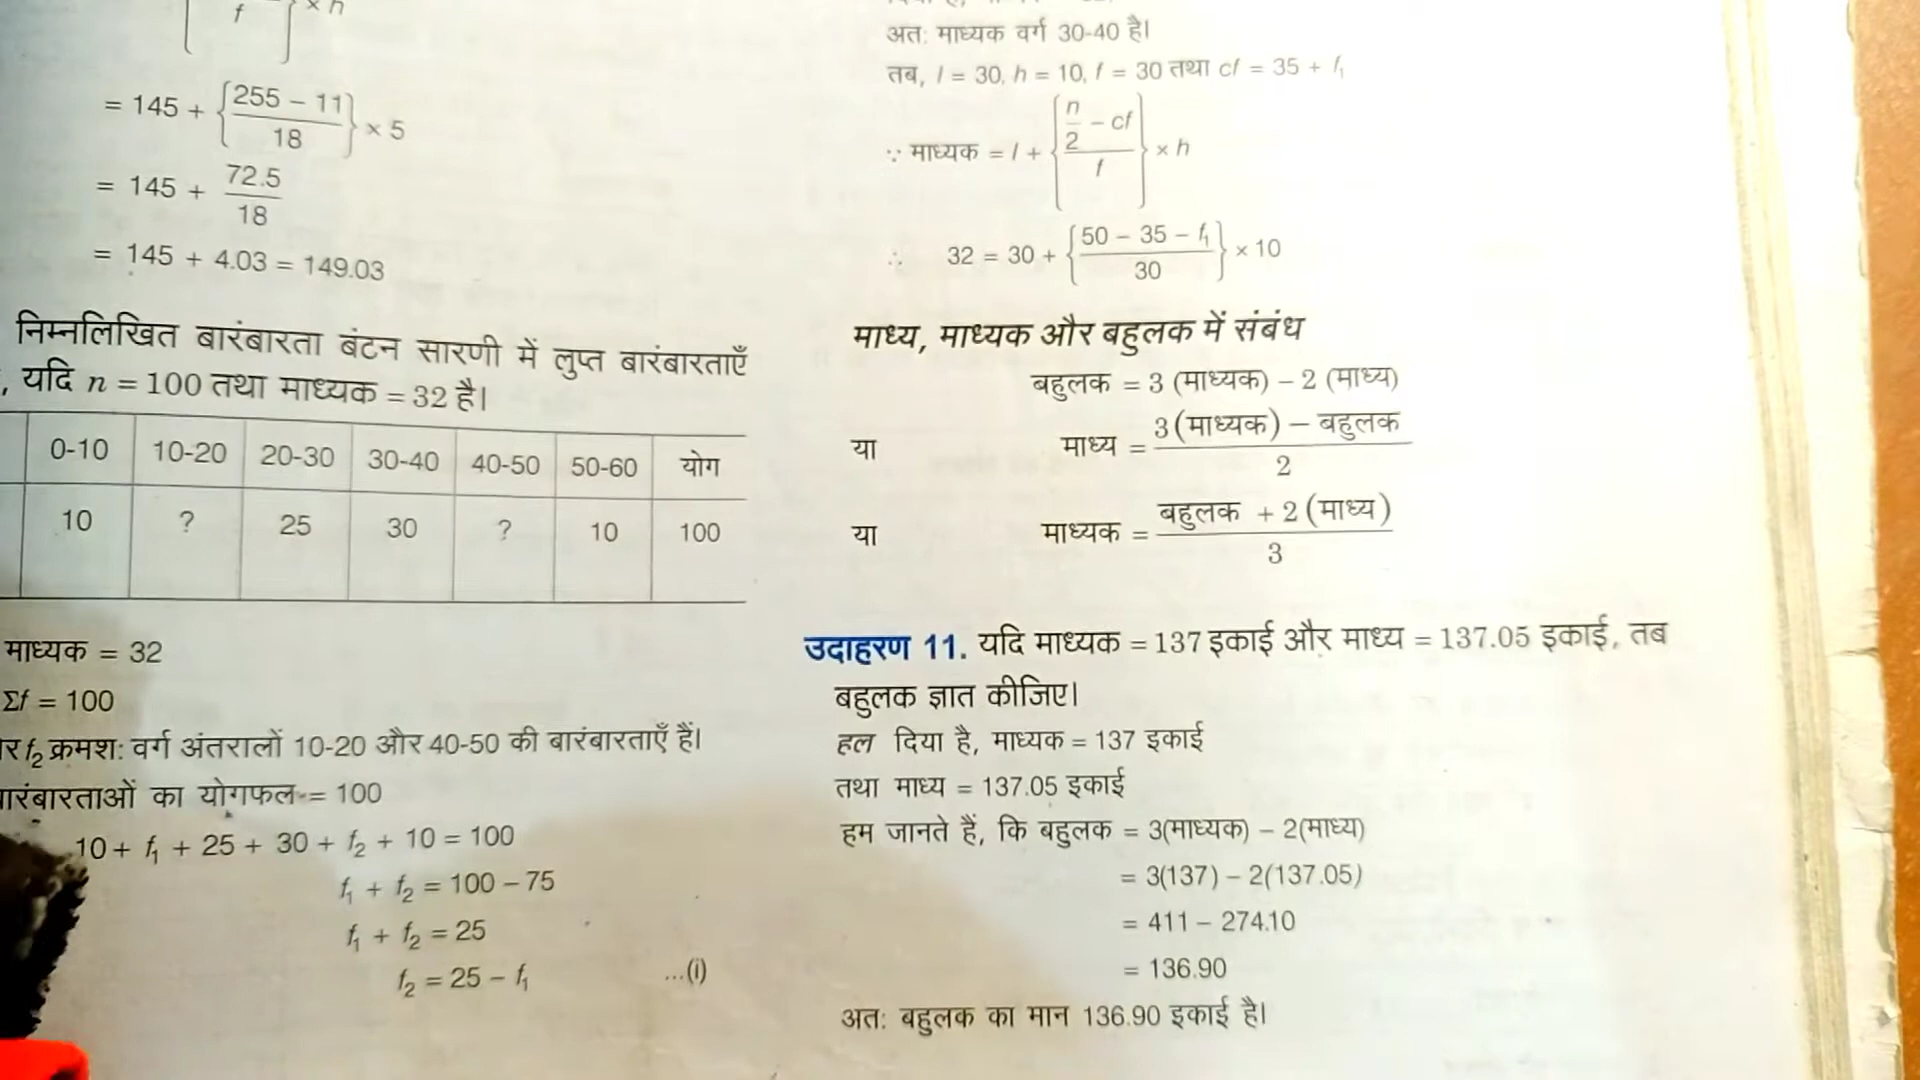 f × h
= 145 + {(255 – 11)/18} × 5
= 145 + 72.5/18
= 145 + 4.03 = 149.03
निम्नलिखित बारंबारता बंटन सारणी में लुप्त बारंबारताएँ
, यदि n = 100 तथा माध्यक = 32 है।
0-10 10-20 20-30 30-40 40-50 50-60 योग
10 ? 25 30 ? 10 100
माध्यक = 32
Σf = 100
र f₂ क्रमश: वर्ग अंतरालों 10-20 और 40-50 की बारंबारताएँ हैं।
बारंबारताओं का योगफल = 100
10 + f₁ + 25 + 30 + f₂ + 10 = 100
f₁ + f₂ = 100 – 75
f₁ + f₂ = 25
f₂ = 25 – f₁ ...(i)
अत: माध्यक वर्ग 30-40 है।
तब, l = 30, h = 10, f = 30 तथा cf = 35 + f₁
∵ माध्यक = l + {(n/2 – cf)/f} × h
∴ 32 = 30 + {(50 – 35 – f₁)/30} × 10
माध्य, माध्यक और बहुलक में संबंध
बहुलक = 3 (माध्यक) – 2 (माध्य)
या माध्य = (3(माध्यक) – बहुलक)/2
या माध्यक = (बहुलक + 2(माध्य))/3
उदाहरण 11. यदि माध्यक = 137 इकाई और माध्य = 137.05 इकाई, तब
बहुलक ज्ञात कीजिए।
हल दिया है, माध्यक = 137 इकाई
तथा माध्य = 137.05 इकाई
हम जानते हैं, कि बहुलक = 3(माध्यक) – 2(माध्य)
= 3(137) – 2(137.05)
= 411 – 274.10
= 136.90
अत: बहुलक का मान 136.90 इकाई है।